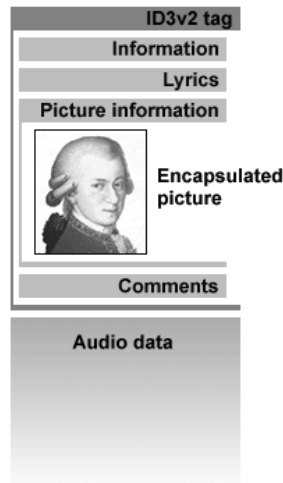 ID3v2 tag
Information
Lyrics
Picture information
Encapsulated
picture
Comments
Audio data